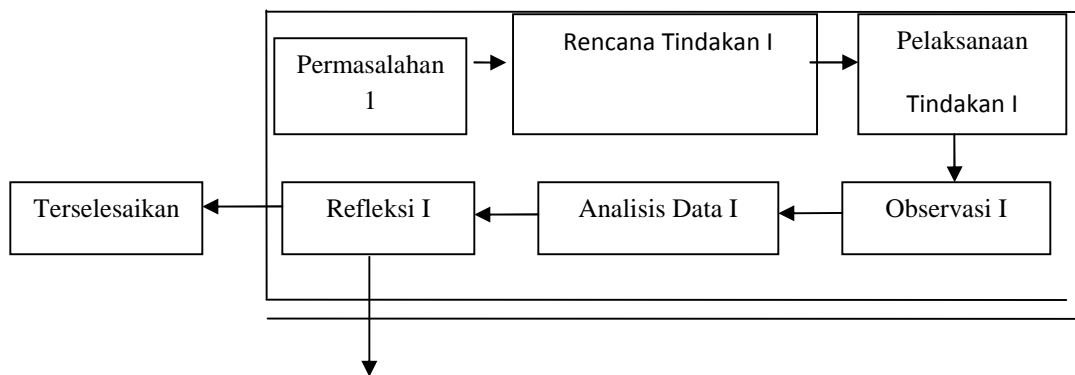 Permasalahan
1
Rencana Tindakan I
Pelaksanaan
Tindakan I
Terselesaikan
Refleksi I
Analisis Data I
Observasi I